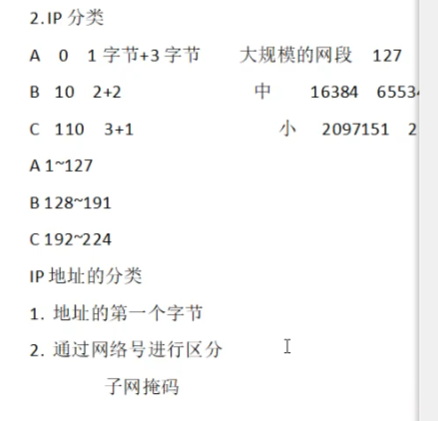 2.IP 分类
A 0 1 字节+3 字节 大规模的网段 127
B 10 2+2 中 16384 6553
C 110 3+1 小 2097151 2
A 1~127
B 128~191
C 192~224
IP 地址的分类
1. 地址的第一个字节
2. 通过网络号进行区分
子网掩码